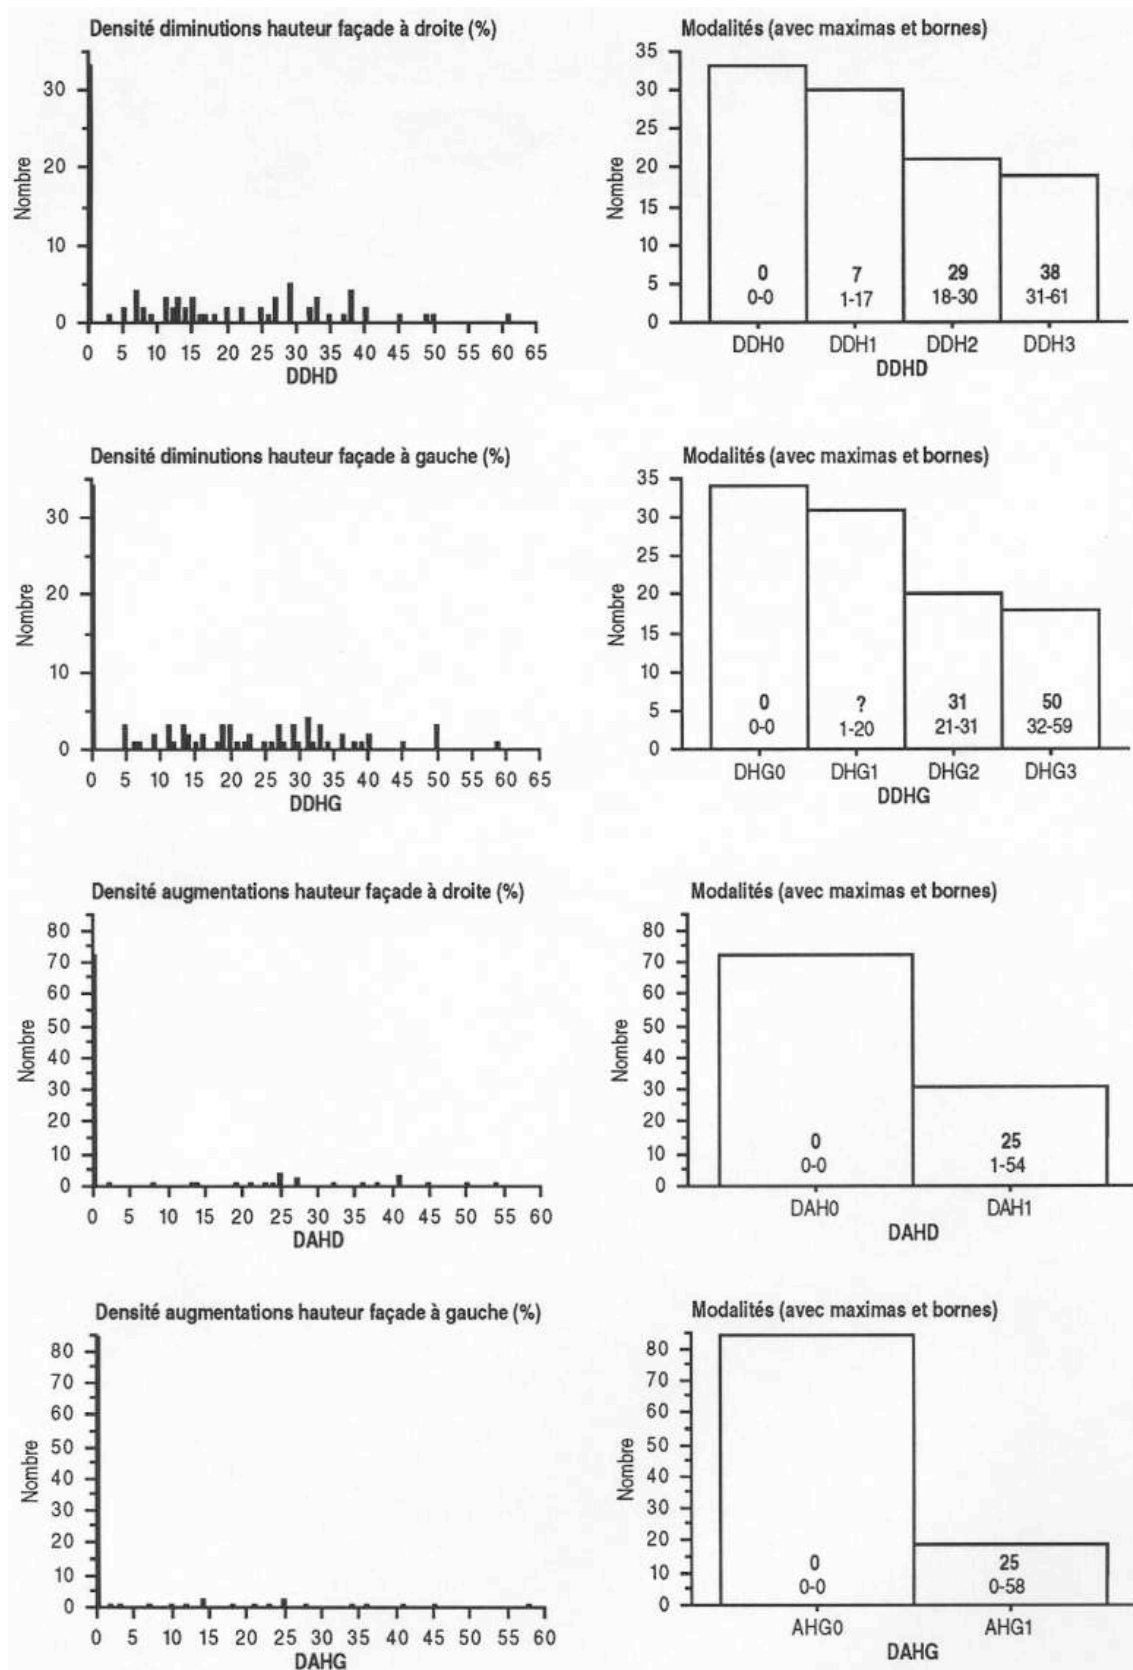 Densité diminutions hauteur façade à droite (%)
Nombre
30
20
10
0
0 5 10 15 20 25 30 35 40 45 50 55 60 65
DDHD
Modalités (avec maximas et bornes)
Nombre
35
30
25
20
15
10
5
0
0 7 29 38
0-0 1-17 18-30 31-61
DDH0 DDH1 DDH2 DDH3
DDHD
Densité diminutions hauteur façade à gauche (%)
Nombre
30
20
10
0
0 5 10 15 20 25 30 35 40 45 50 55 60 65
DDHG
Modalités (avec maximas et bornes)
Nombre
35
30
25
20
15
10
5
0
0 ? 31 50
0-0 1-20 21-31 32-59
DHG0 DHG1 DHG2 DHG3
DDHG
Densité augmentations hauteur façade à droite (%)
Nombre
80
70
60
50
40
30
20
10
0
0 5 10 15 20 25 30 35 40 45 50 55 60
DAHD
Modalités (avec maximas et bornes)
Nombre
80
70
60
50
40
30
20
10
0
0 25
0-0 1-54
DAH0 DAH1
DAHD
Densité augmentations hauteur façade à gauche (%)
Nombre
80
70
60
50
40
30
20
10
0
0 5 10 15 20 25 30 35 40 45 50 55 60
DAHG
Modalités (avec maximas et bornes)
Nombre
80
70
60
50
40
30
20
10
0
0 25
0-0 0-58
AHG0 AHG1
DAHG